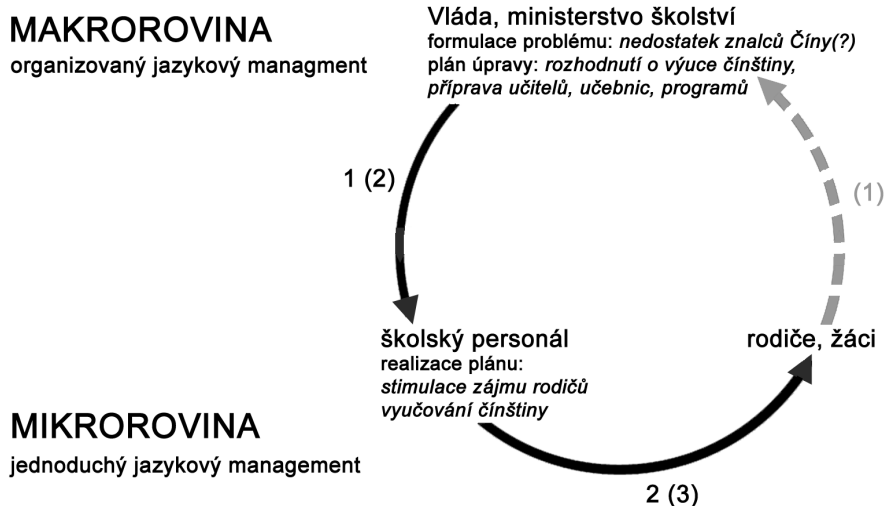 MAKROROVINA
organizovaný jazykový managment
Vláda, ministerstvo školství
formulace problému: nedostatek znalců Číny(?)
plán úpravy: rozhodnutí o výuce čínštiny,
příprava učitelů, učebnic, programů
1 (2)
(1)
školský personál
realizace plánu:
stimulace zájmu rodičů
vyučování čínštiny
rodiče, žáci
MIKROROVINA
jednoduchý jazykový management
2 (3)